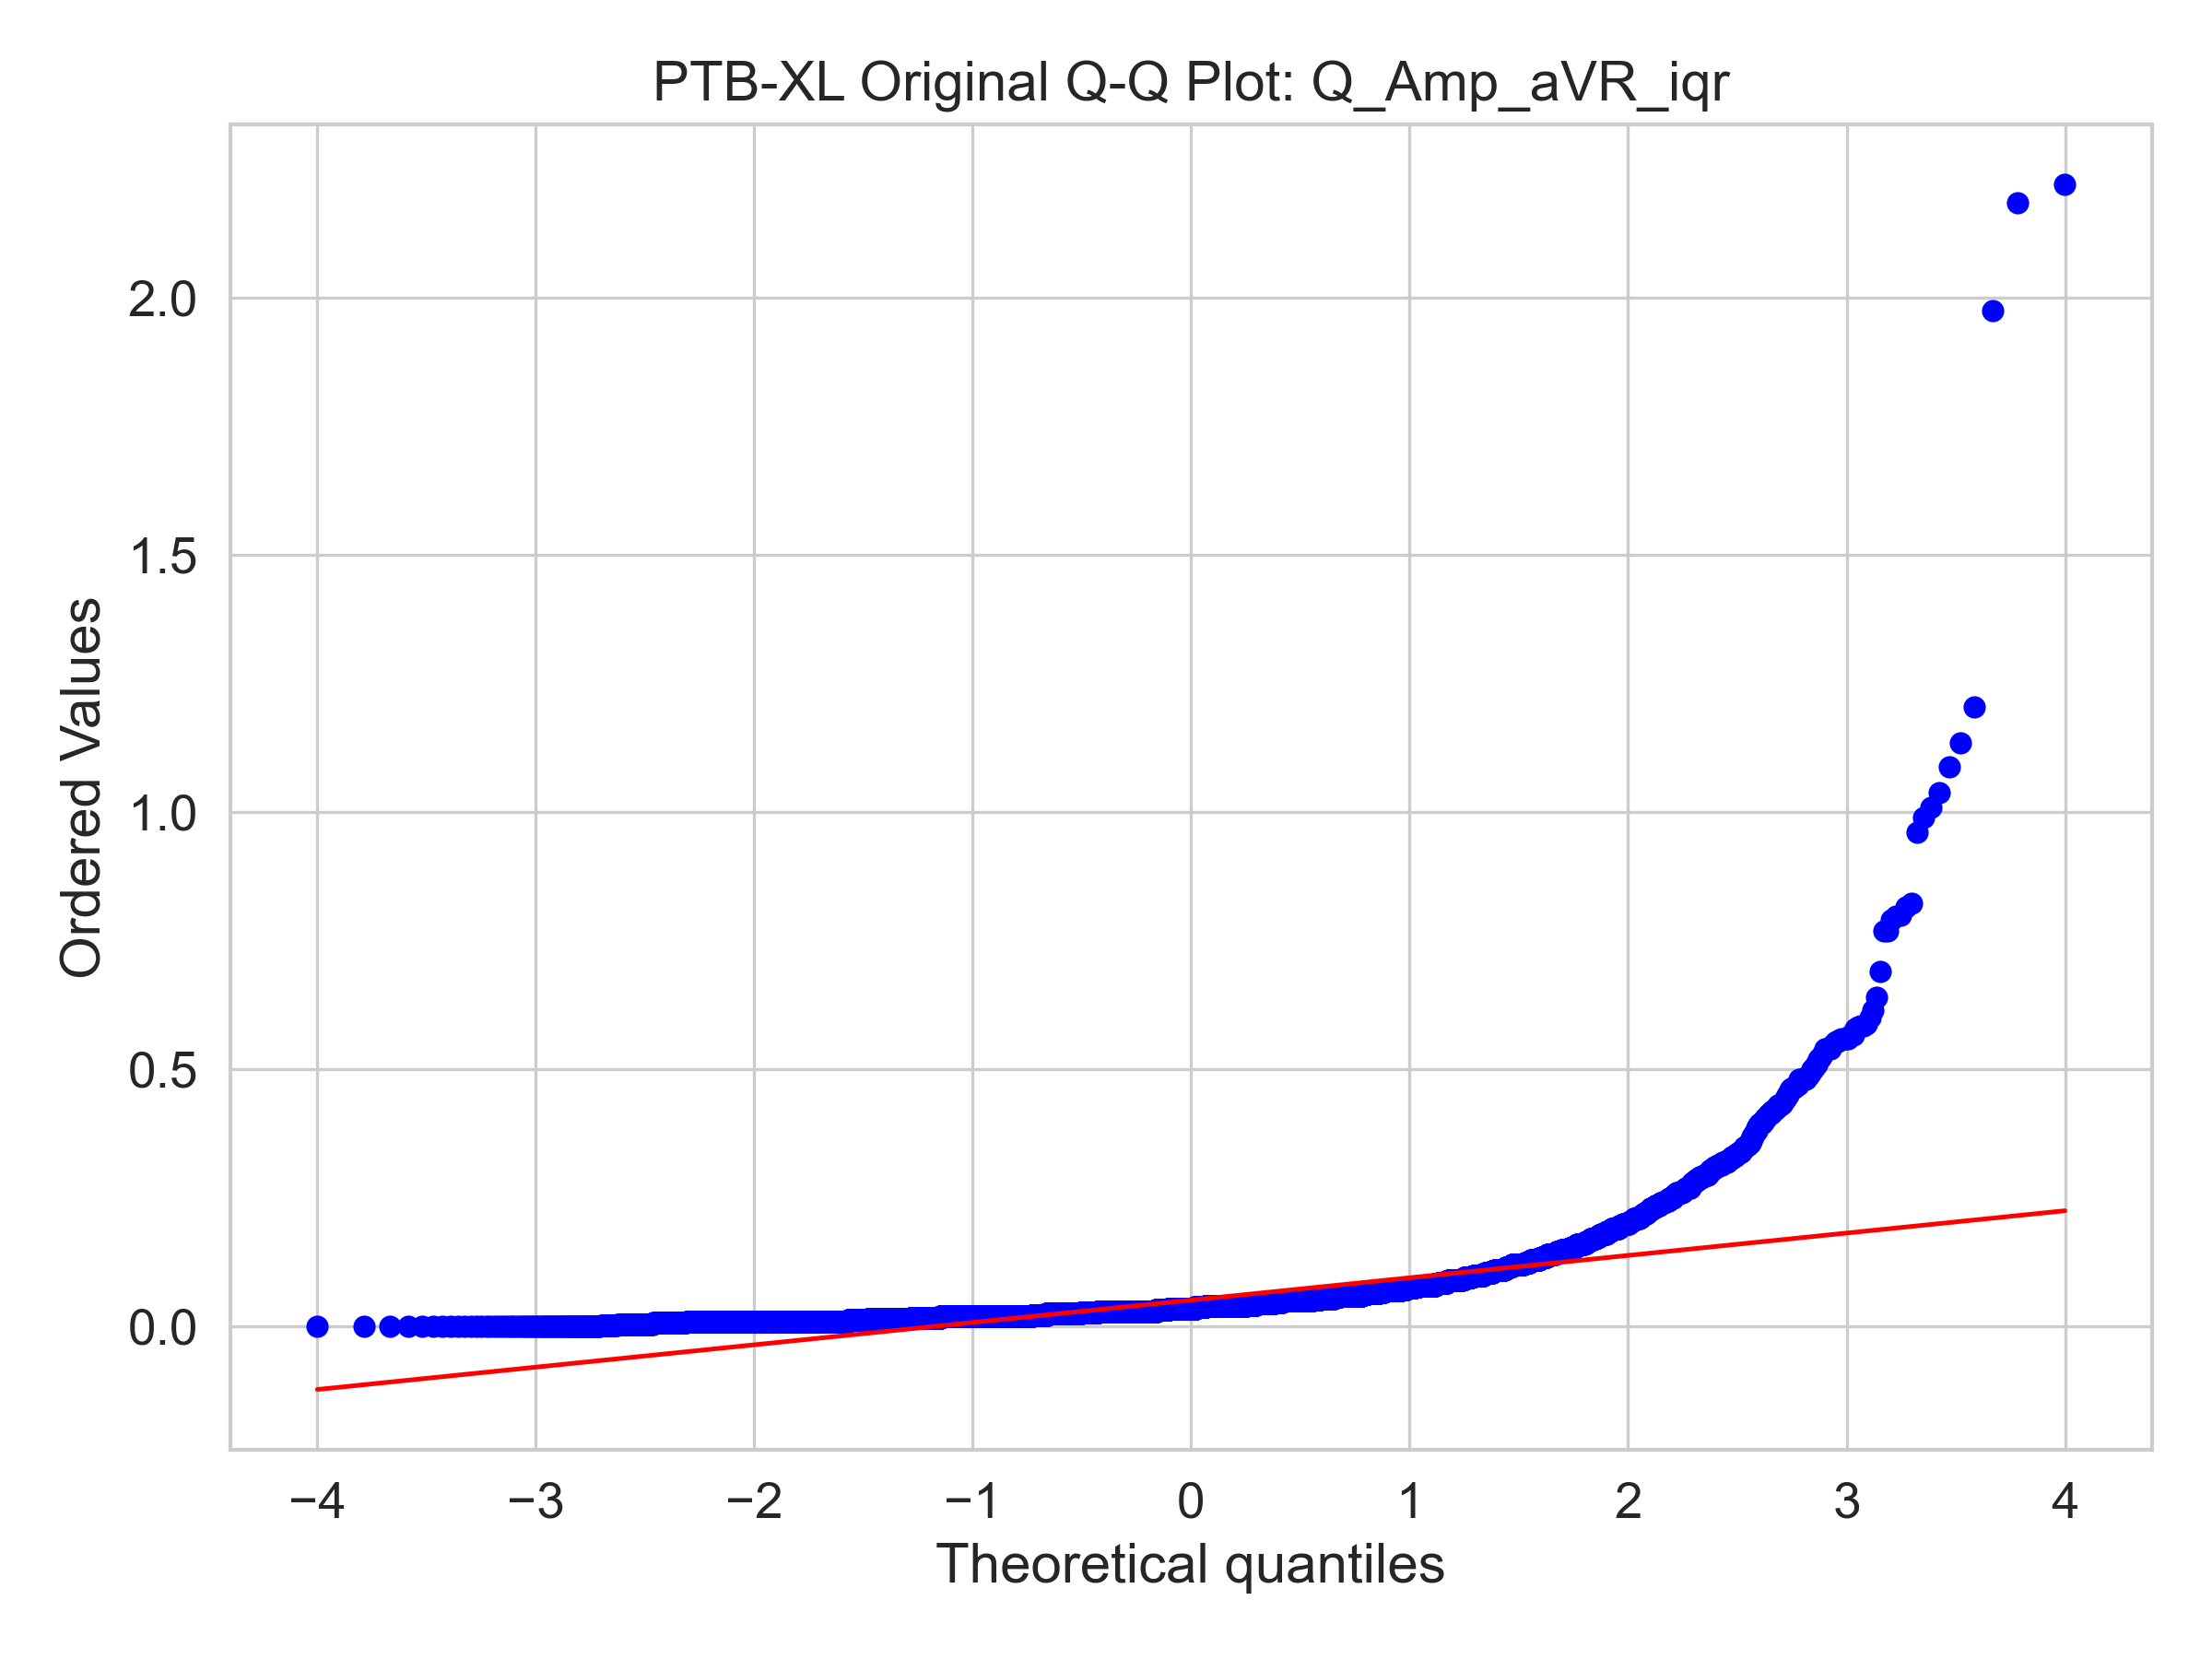 PTB-XL Original Q-Q Plot: Q_Amp_aVR_iqr
2.0
1.5
1.0
0.5
0.0
Ordered Values
−4 −3 −2 −1 0 1 2 3 4
Theoretical quantiles